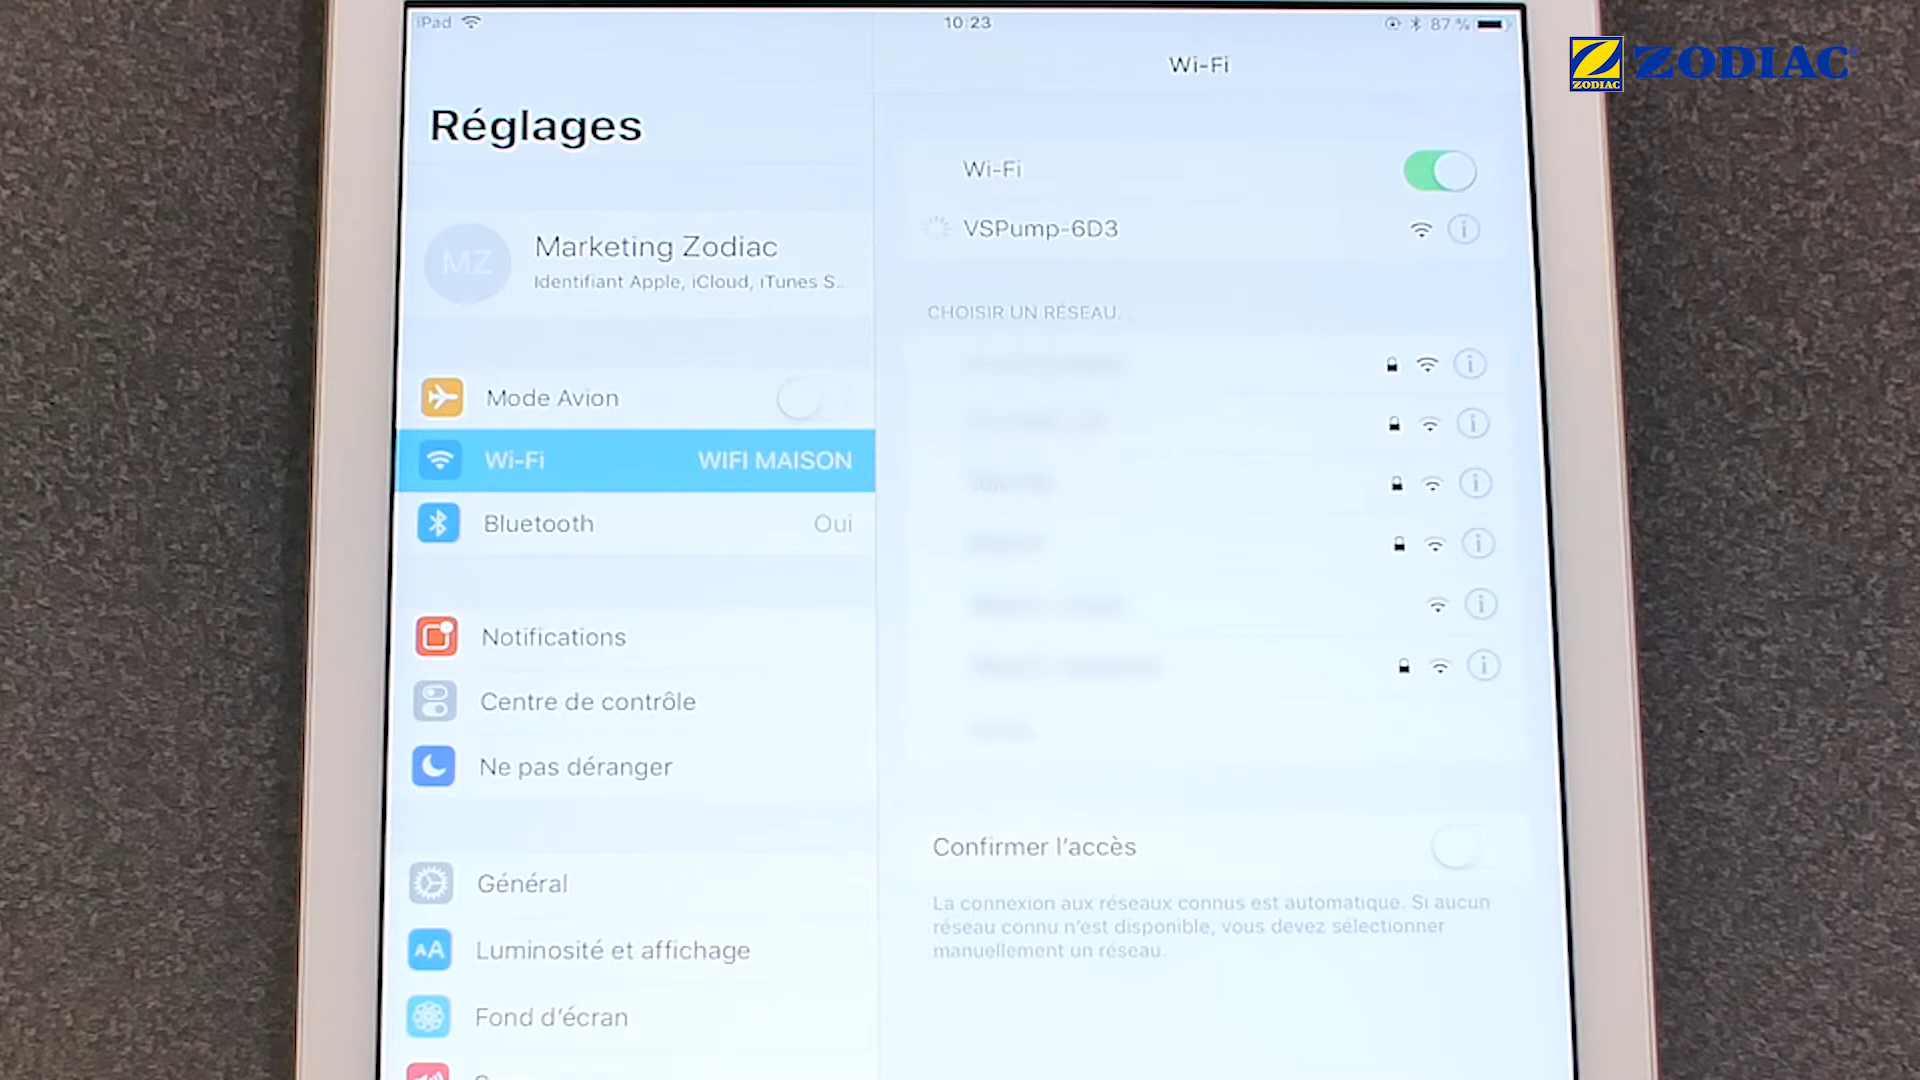 iPad
10:23
87 %
ZODIAC
ZODIAC
Réglages
Wi-Fi
Wi-Fi
VSPump-6D3
MZ
Marketing Zodiac
Identifiant Apple, iCloud, iTunes S...
CHOISIR UN RÉSEAU...
Mode Avion
Wi-Fi WIFI MAISON
Bluetooth Oui
Notifications
Centre de contrôle
Ne pas déranger
Confirmer l'accès
La connexion aux réseaux connus est automatique. Si aucun
réseau connu n'est disponible, vous devez sélectionner
manuellement un réseau.
Général
AA
Luminosité et affichage
Fond d'écran